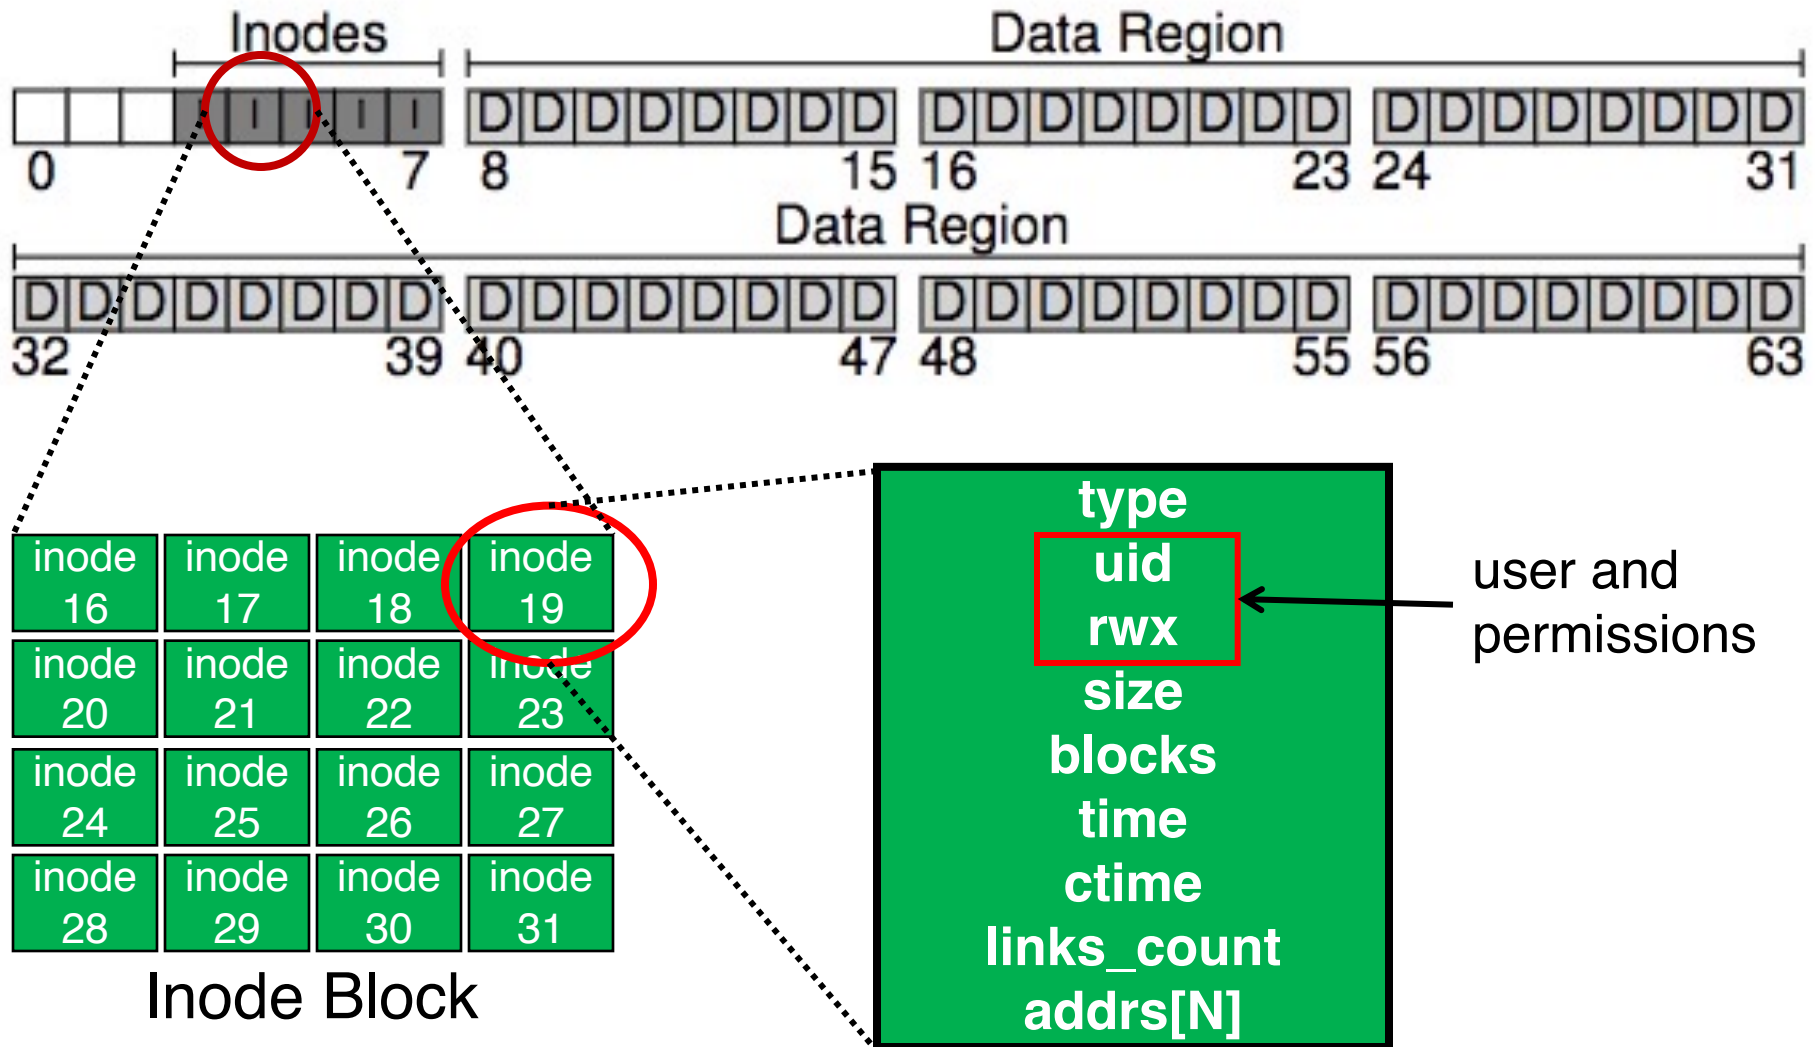 Inodes Data Region
I I I I I D D D D D D D D D D D D D D D D D D D D D D D D
0 7 8 15 16 23 24 31
Data Region
D D D D D D D D D D D D D D D D D D D D D D D D D D D D D D D D
32 39 40 47 48 55 56 63
inode inode inode inode
16 17 18 19
inode inode inode inode
20 21 22 23
inode inode inode inode
24 25 26 27
inode inode inode inode
28 29 30 31
Inode Block
type
uid
rwx
size
blocks
time
ctime
links_count
addrs[N]
user and
permissions